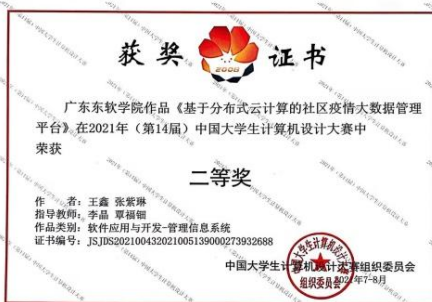 获奖证书
2008
广东东软学院作品《基于分布式云计算的社区疫情大数据管理
平台》在2021年（第14届）中国大学生计算机设计大赛中
荣获
二等奖
作 者：王鑫 张紫琳
指导教师：李晶 覃福钿
作品类别：软件应用与开发-管理信息系统
证书编号：JSJDS20210043202100513900027393268​8
中国大学生计算机设计大赛组织委员会
2021年7-8月